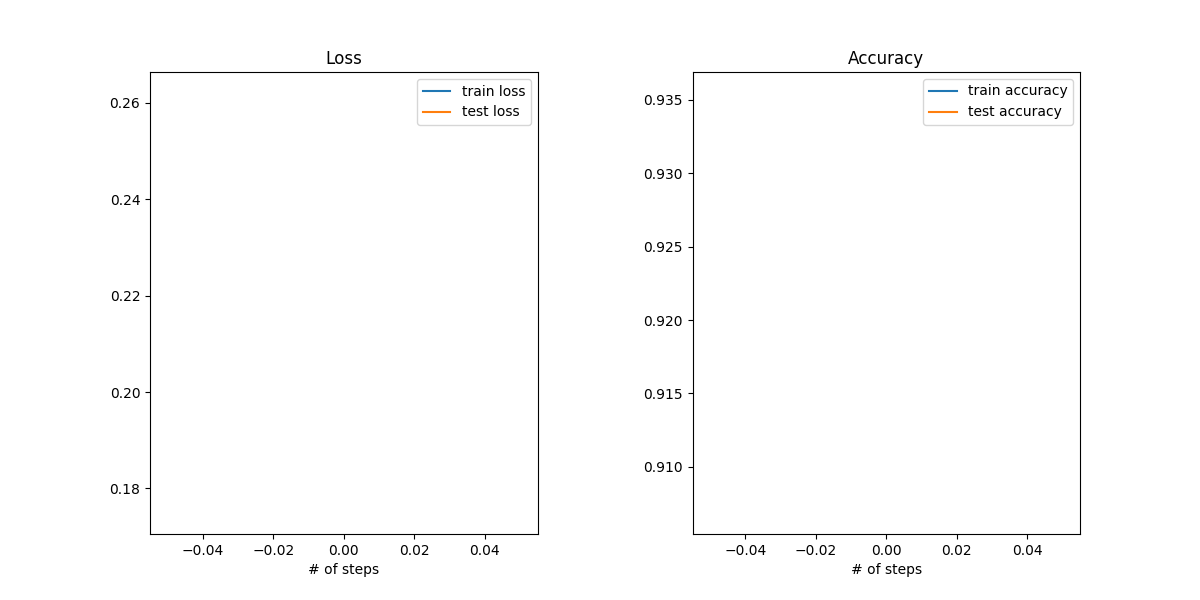 Loss
train loss
test loss
0.26
0.24
0.22
0.20
0.18
−0.04 −0.02 0.00 0.02 0.04
# of steps
Accuracy
train accuracy
test accuracy
0.935
0.930
0.925
0.920
0.915
0.910
−0.04 −0.02 0.00 0.02 0.04
# of steps